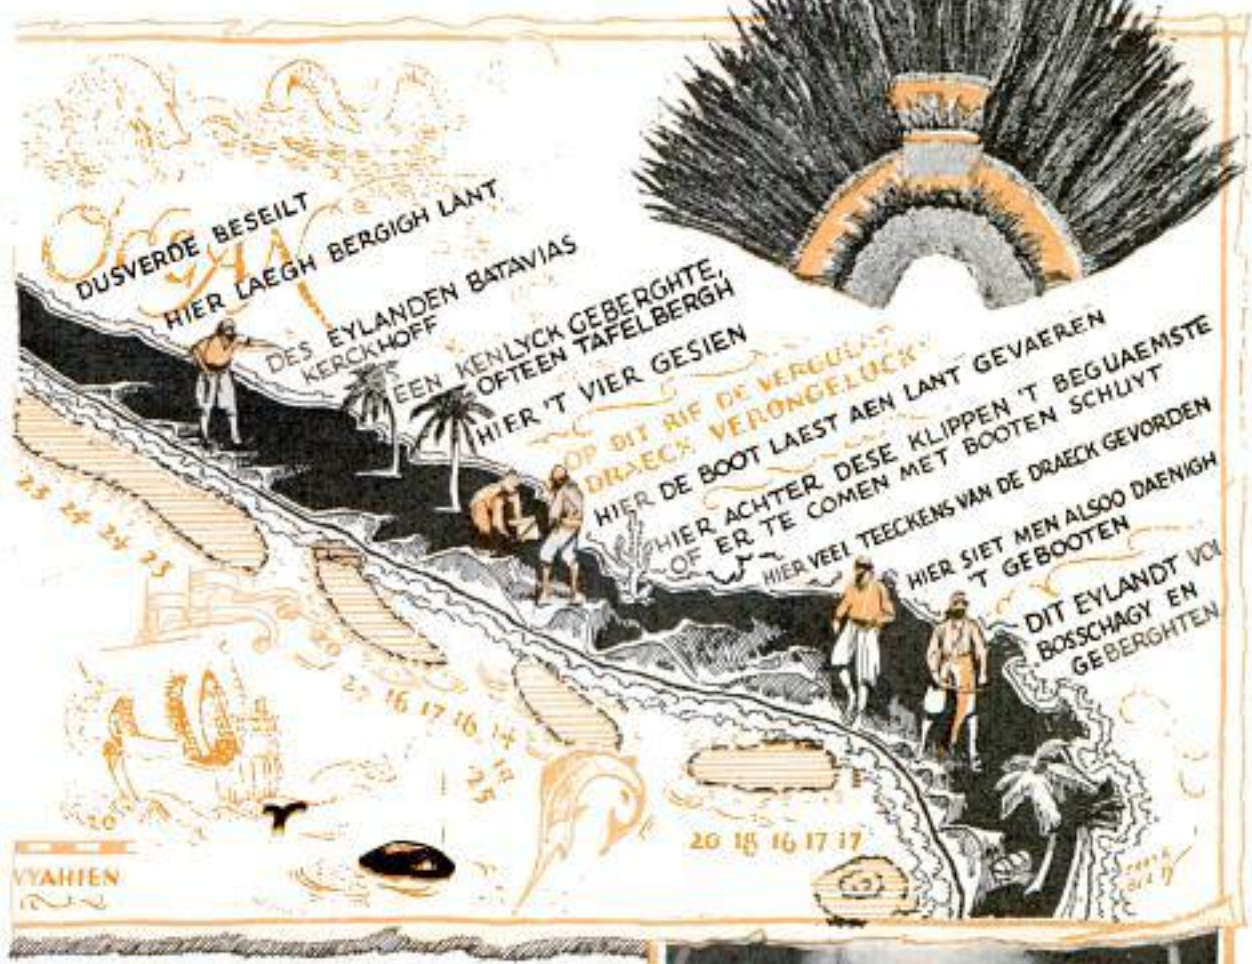 OCEAN
DUSVERDE BESEILT
HIER LAEGH BERGIGH LANT
DES EYLANDEN BATAVIAS
KERCKHOFF
EEN KENLYCK GEBERGHTE,
OFTEEN TAFELBERGH
HIER 'T VIER GESIEN
OP DIT RIF DE VERGULDT
DRAECK VERONGELUCK
HIER DE BOOT LAEST AEN LANT GEVAEREN
HIER ACHTER DESE KLIPPEN 'T BEGUAEMSTE
OF ER TE COMEN MET BOOTEN SCHUYT
HIER VEEL TEECKENS VAN DE DRAECK GEVORDEN
HIER SIET MEN ALSOO DAENIGH
'T GEBOOTEN
DIT EYLANDT VOL
BOSSCHAGY EN
GEBERGHTEN
23 24 24 23
16 17 16 14
25
20
20 18 16 17 17
VYAHIEN